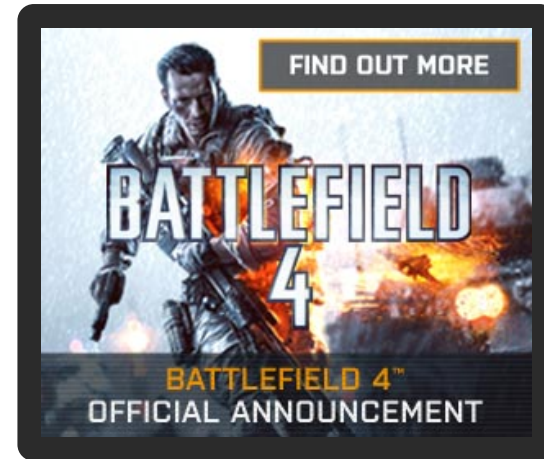 FIND OUT MORE
BATTLEFIELD
4
BATTLEFIELD 4™
OFFICIAL ANNOUNCEMENT